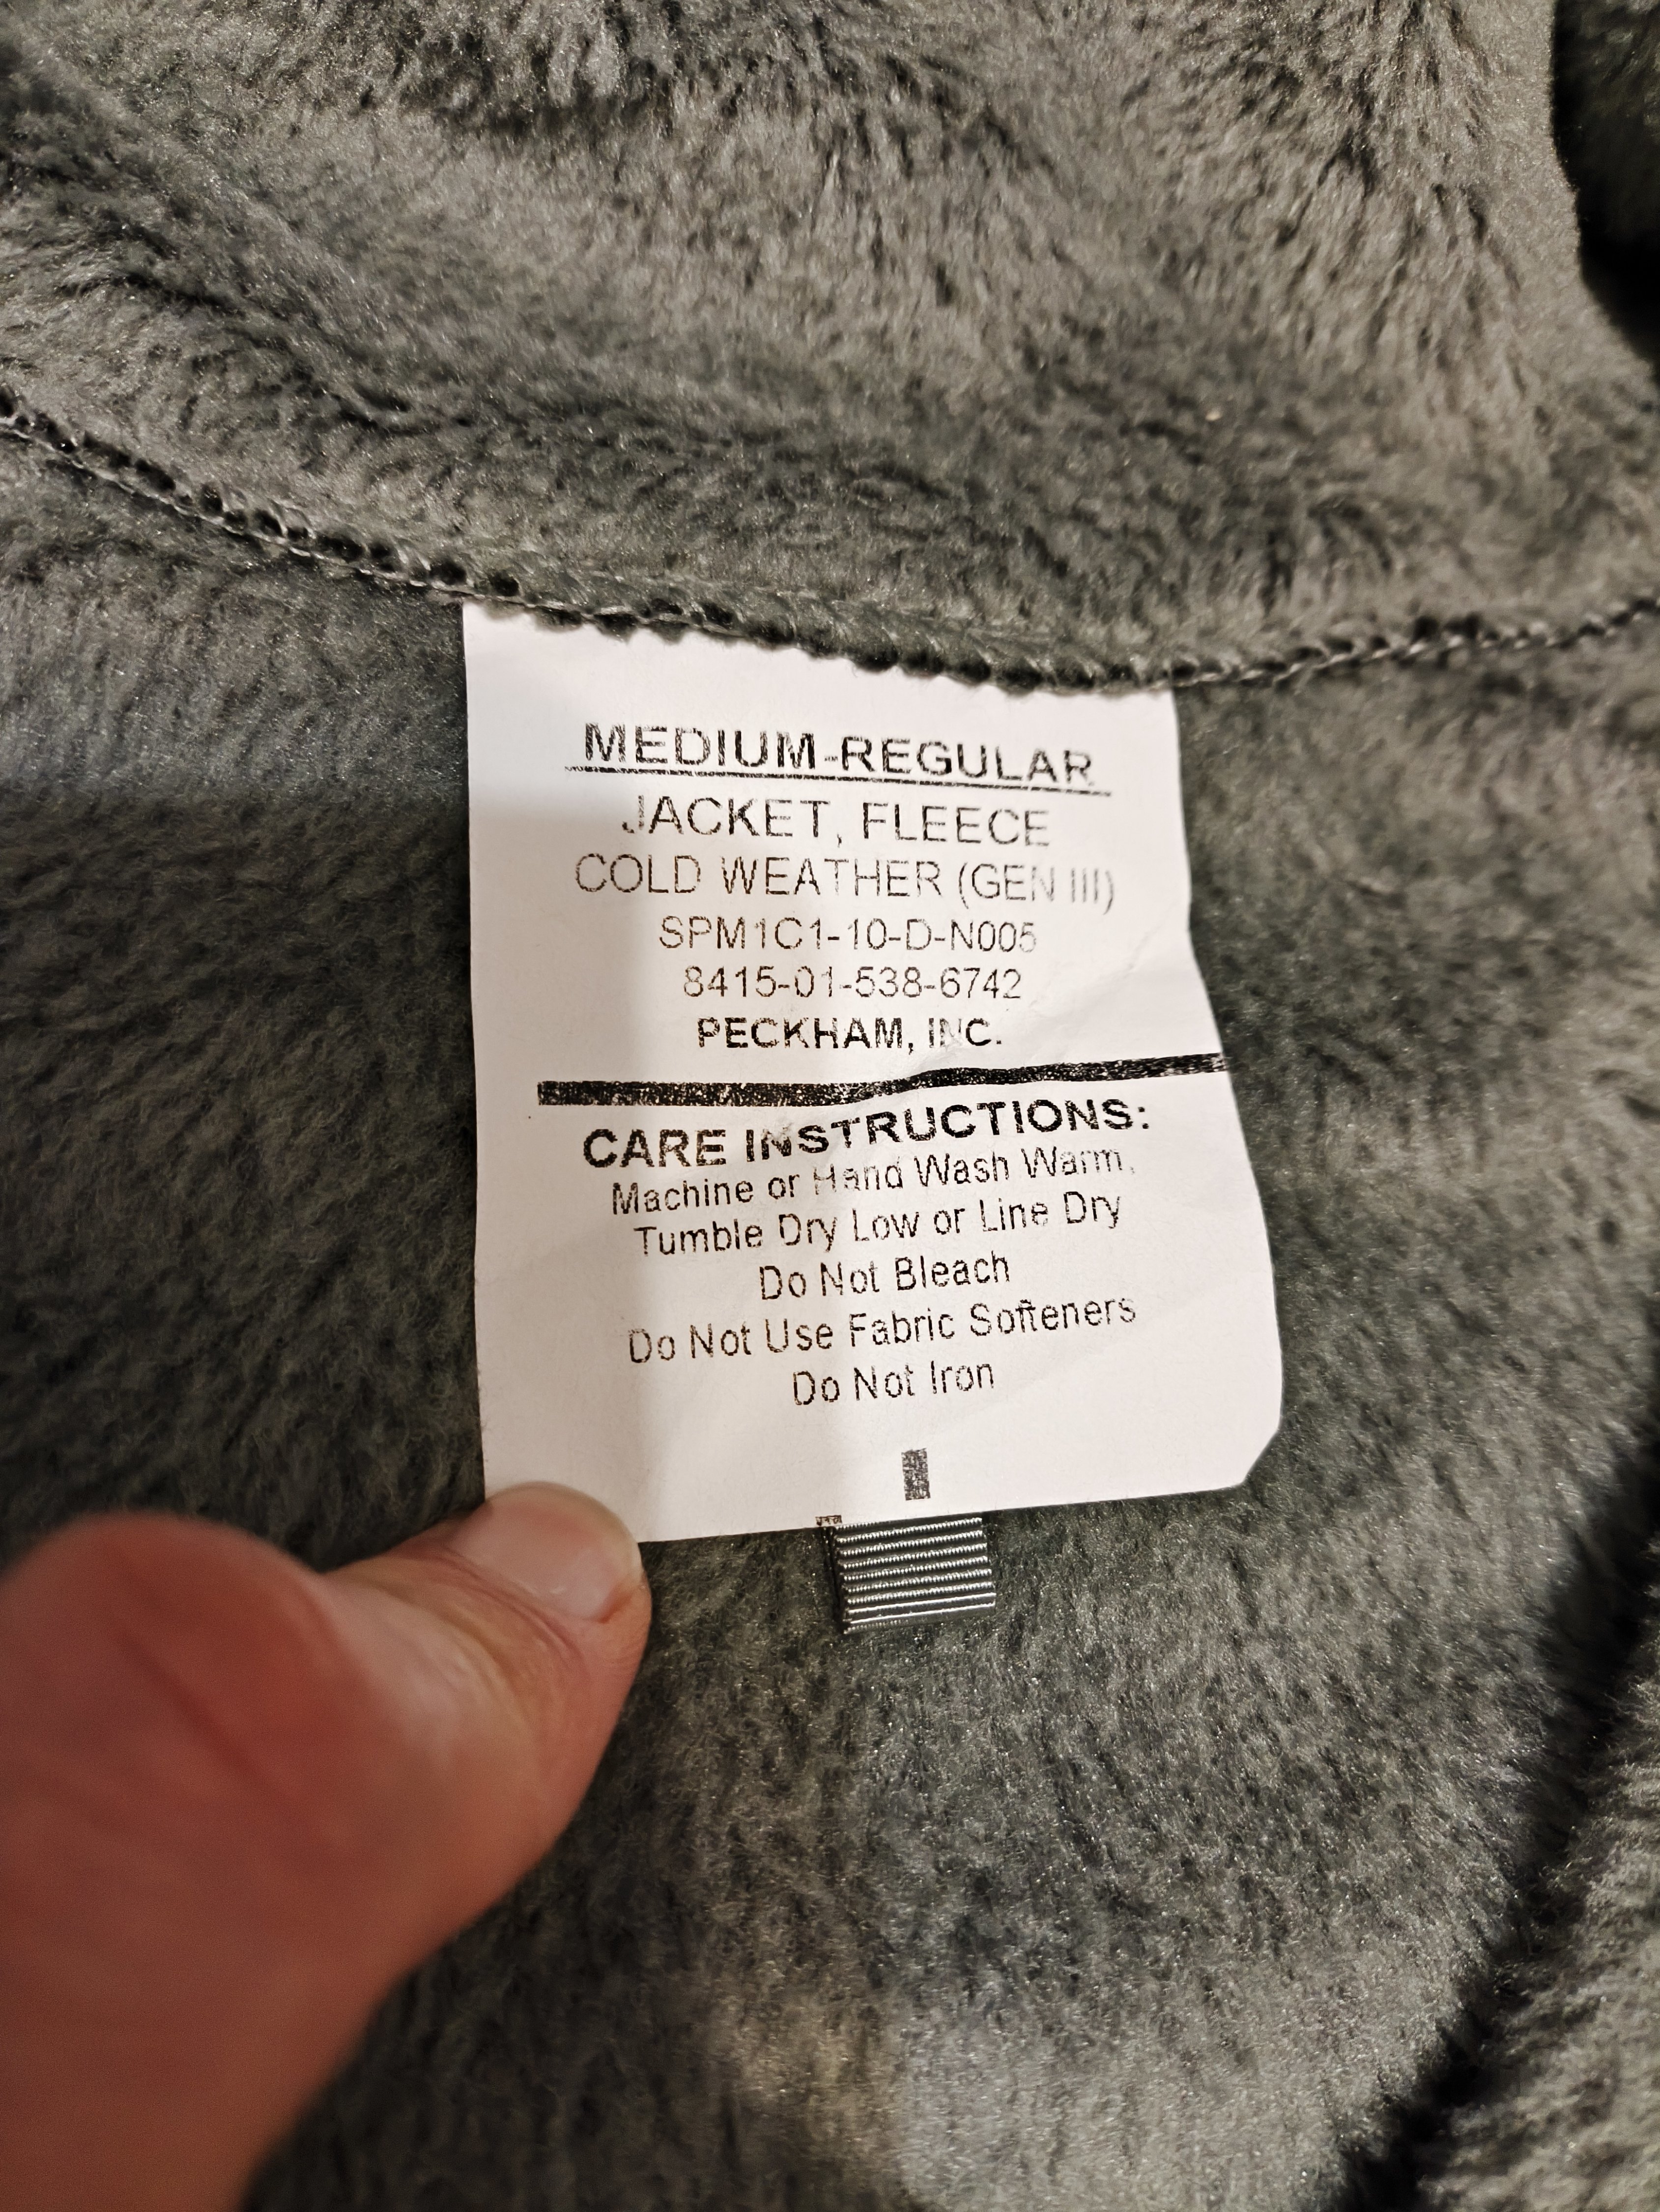 MEDIUM-REGULAR
JACKET, FLEECE
COLD WEATHER (GEN III)
SPM1C1-10-D-N005
8415-01-538-6742
PECKHAM, INC.
CARE INSTRUCTIONS:
Machine or Hand Wash Warm,
Tumble Dry Low or Line Dry
Do Not Bleach
Do Not Use Fabric Softeners
Do Not Iron